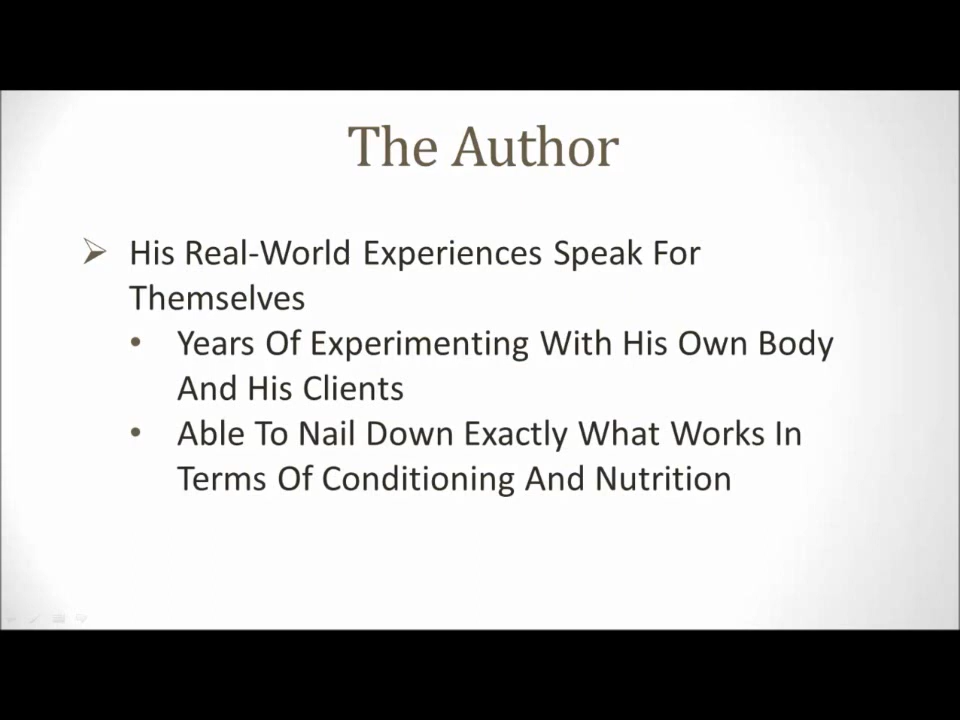 The Author
His Real-World Experiences Speak For
Themselves
• Years Of Experimenting With His Own Body
And His Clients
• Able To Nail Down Exactly What Works In
Terms Of Conditioning And Nutrition